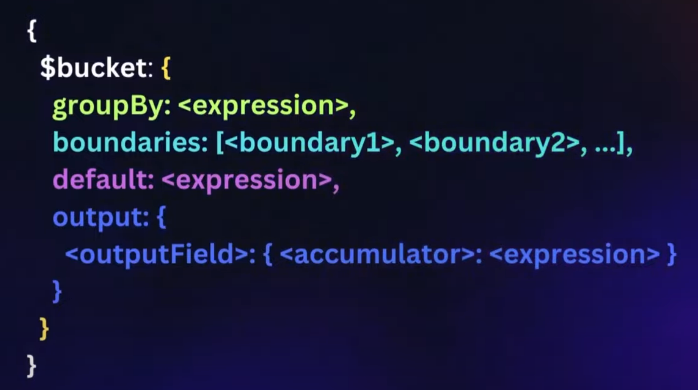 {
$bucket: {
groupBy: <expression>,
boundaries: [<boundary1>, <boundary2>, ...],
default: <expression>,
output: {
<outputField>: { <accumulator>: <expression> }
}
}
}